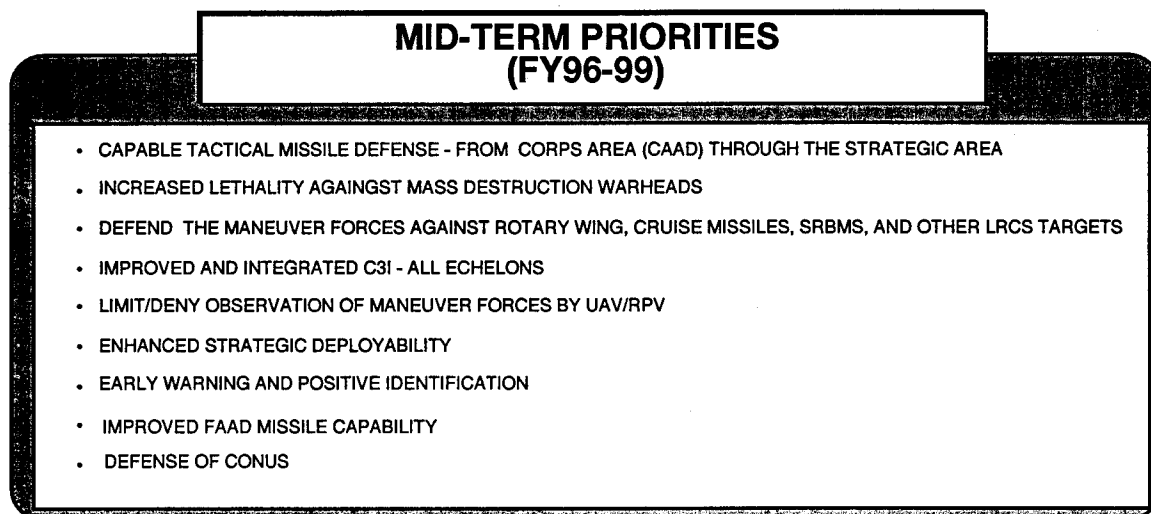 MID-TERM PRIORITIES
(FY96-99)
• CAPABLE TACTICAL MISSILE DEFENSE - FROM CORPS AREA (CAAD) THROUGH THE STRATEGIC AREA
• INCREASED LETHALITY AGAINGST MASS DESTRUCTION WARHEADS
• DEFEND THE MANEUVER FORCES AGAINST ROTARY WING, CRUISE MISSILES, SRBMS, AND OTHER LRCS TARGETS
• IMPROVED AND INTEGRATED C3I - ALL ECHELONS
• LIMIT/DENY OBSERVATION OF MANEUVER FORCES BY UAV/RPV
• ENHANCED STRATEGIC DEPLOYABILITY
• EARLY WARNING AND POSITIVE IDENTIFICATION
• IMPROVED FAAD MISSILE CAPABILITY
• DEFENSE OF CONUS